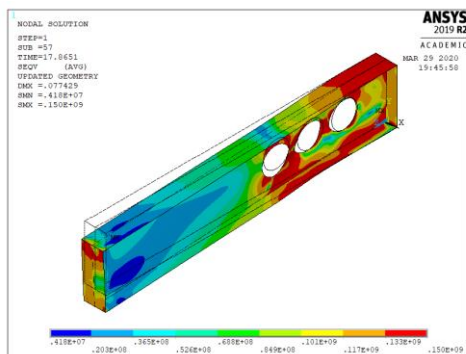 1
NODAL SOLUTION
STEP=1
SUB =57
TIME=17.8651
SEQV (AVG)
UPDATED GEOMETRY
DMX =.077429
SMN =.418E+07
SMX =.150E+09
ANSYS
2019 R2
ACADEMIC
MAR 29 2020
19:45:58
X
.418E+07 .365E+08 .688E+08 .101E+09 .133E+09
.203E+08 .526E+08 .849E+08 .117E+09 .150E+09